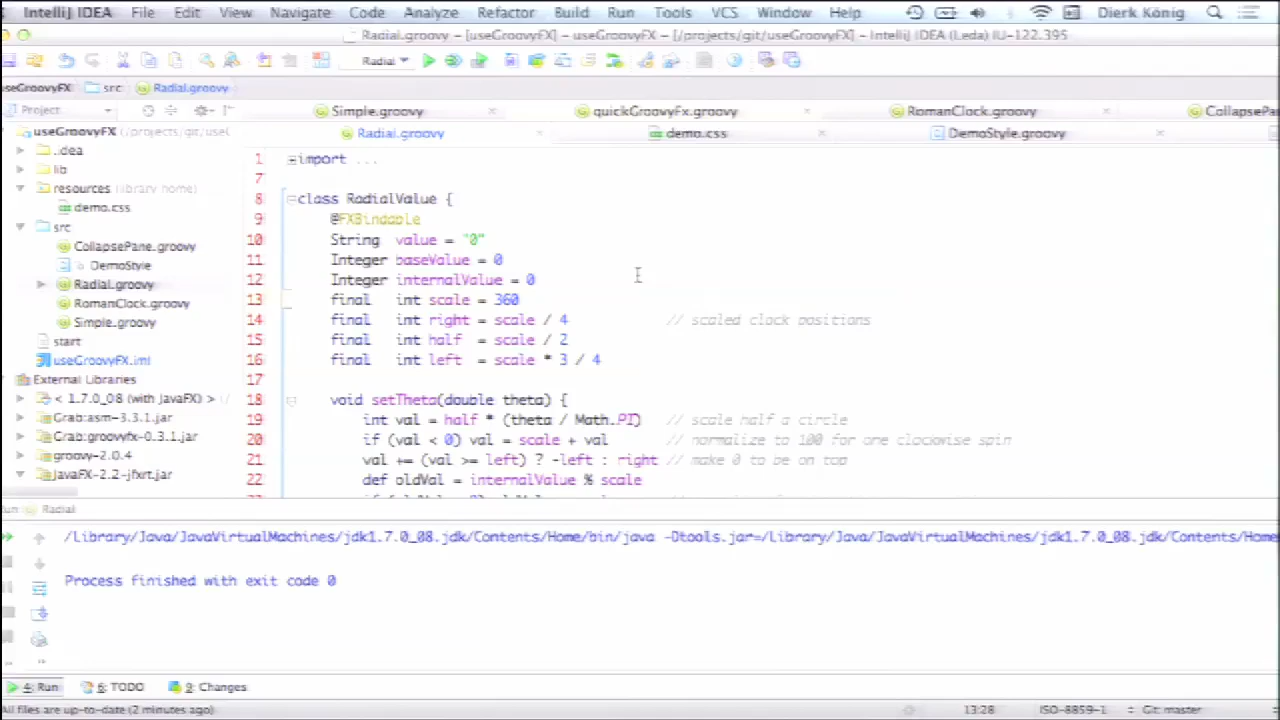 IntelliJ IDEA File Edit View Navigate Code Analyze Refactor Build Run Tools VCS Window Help Dierk König
Radial.groovy – [useGroovyFX] – useGroovyFX – [/projects/git/useGroovyFX] – IntelliJ IDEA (Leda) IU-122.395
Radial
useGroovyFX src Radial.groovy
Project Simple.groovy quickGroovyFx.groovy RomanClock.groovy CollapsePa
Radial.groovy demo.css DemoStyle.groovy
useGroovyFX (/projects/git/useG
.idea
lib
resources (library home)
demo.css
src
CollapsePane.groovy
DemoStyle
Radial.groovy
RomanClock.groovy
Simple.groovy
start
useGroovyFX.iml
External Libraries
< 1.7.0_08 (with JavaFX) >
Grab:asm-3.3.1.jar
Grab:groovyfx-0.3.1.jar
groovy-2.0.4
JavaFX-2.2-jfxrt.jar
1 import ...
7
8 class RadialValue {
9 @FXBindable
10 String value = "0"
11 Integer baseValue = 0
12 Integer internalValue = 0
13 final int scale = 360
14 final int right = scale / 4 // scaled clock positions
15 final int half = scale / 2
16 final int left = scale * 3 / 4
17
18 void setTheta(double theta) {
19 int val = half * (theta / Math.PI) // scale half a circle
20 if (val < 0) val = scale + val // normalize to 100 for one clockwise spin
21 val += (val >= left) ? -left : right // make 0 to be on top
22 def oldVal = internalValue % scale
Run Radial
/Library/Java/JavaVirtualMachines/jdk1.7.0_08.jdk/Contents/Home/bin/java -Dtools.jar=/Library/Java/JavaVirtualMachines/jdk1.7.0_08.jdk/Contents/Home
Process finished with exit code 0
4: Run 6: TODO 9: Changes
All files are up-to-date (2 minutes ago) 13:28 ISO-8859-1 Git: master